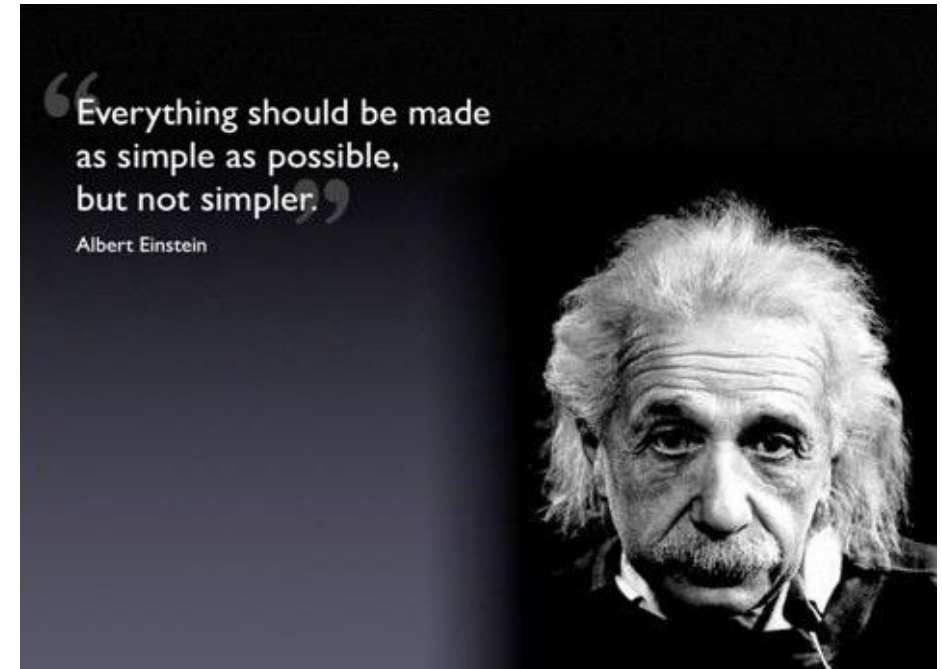 “Everything should be made
as simple as possible,
but not simpler.”
Albert Einstein